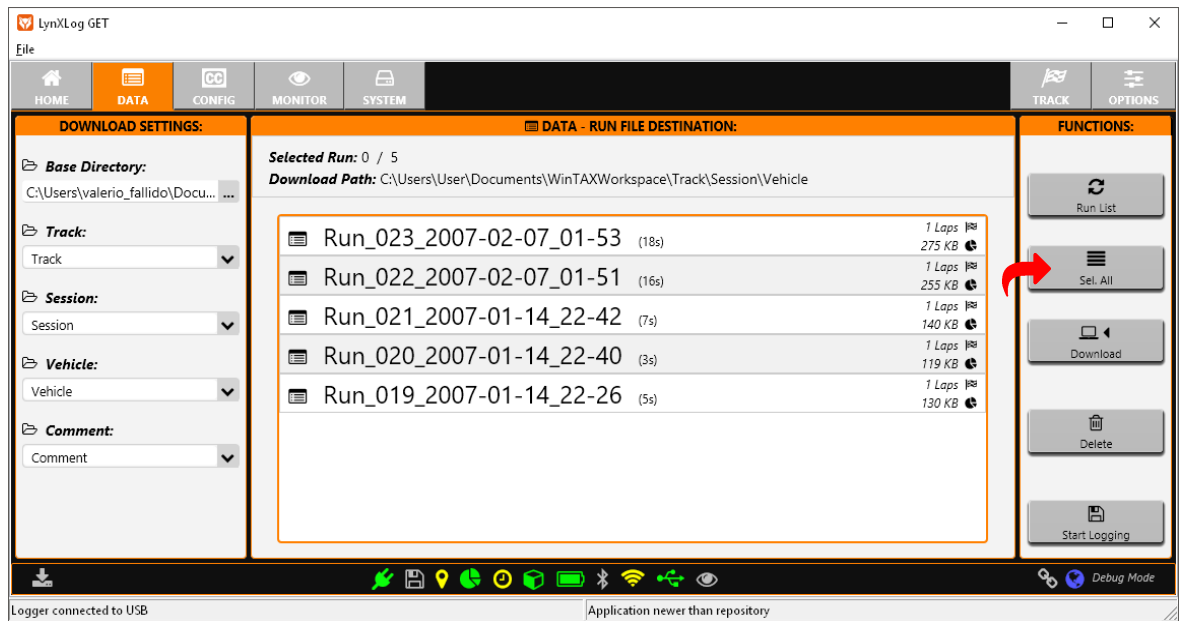 LynXLog GET
File
HOME
DATA
CC
CONFIG
MONITOR
SYSTEM
TRACK
OPTIONS
DOWNLOAD SETTINGS:
Base Directory:
C:\Users\valerio_fallido\Docu... ...
Track:
Track
Session:
Session
Vehicle:
Vehicle
Comment:
Comment
DATA - RUN FILE DESTINATION:
Selected Run: 0 / 5
Download Path: C:\Users\User\Documents\WinTAXWorkspace\Track\Session\Vehicle
Run_023_2007-02-07_01-53 (18s)
1 Laps
275 KB
Run_022_2007-02-07_01-51 (16s)
1 Laps
255 KB
Run_021_2007-01-14_22-42 (7s)
1 Laps
140 KB
Run_020_2007-01-14_22-40 (3s)
1 Laps
119 KB
Run_019_2007-01-14_22-26 (5s)
1 Laps
130 KB
FUNCTIONS:
Run List
Sel. All
Download
Delete
Start Logging
Debug Mode
Logger connected to USB
Application newer than repository